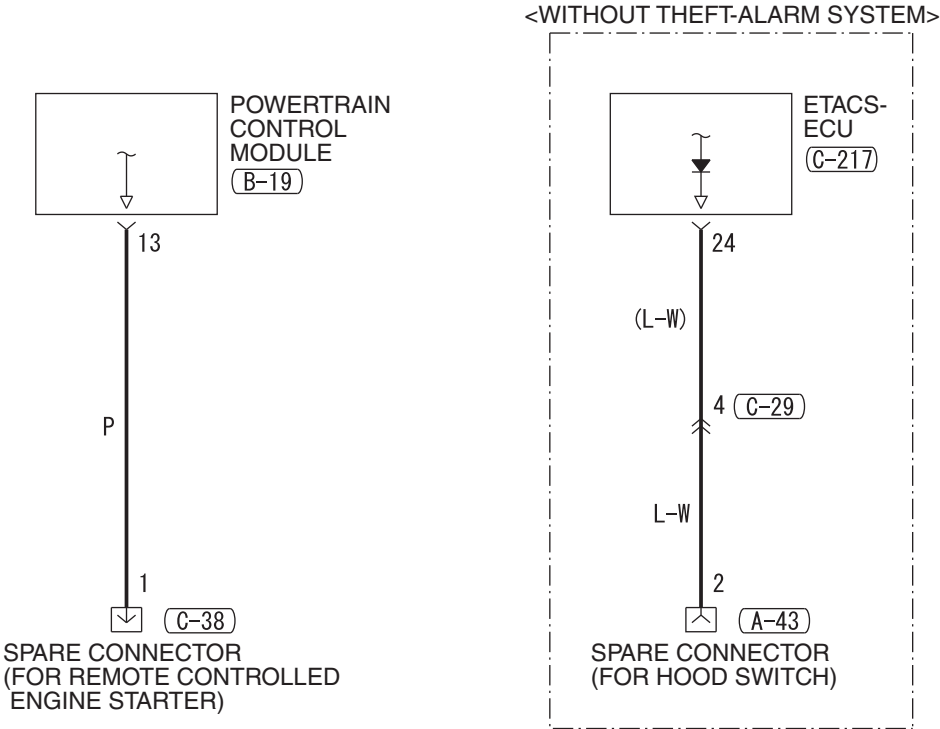 <WITHOUT THEFT-ALARM SYSTEM>
POWERTRAIN
CONTROL
MODULE
B-19
13
P
1
C-38
SPARE CONNECTOR
(FOR REMOTE CONTROLLED
ENGINE STARTER)
ETACS-
ECU
C-217
24
(L-W)
4 C-29
L-W
2
A-43
SPARE CONNECTOR
(FOR HOOD SWITCH)